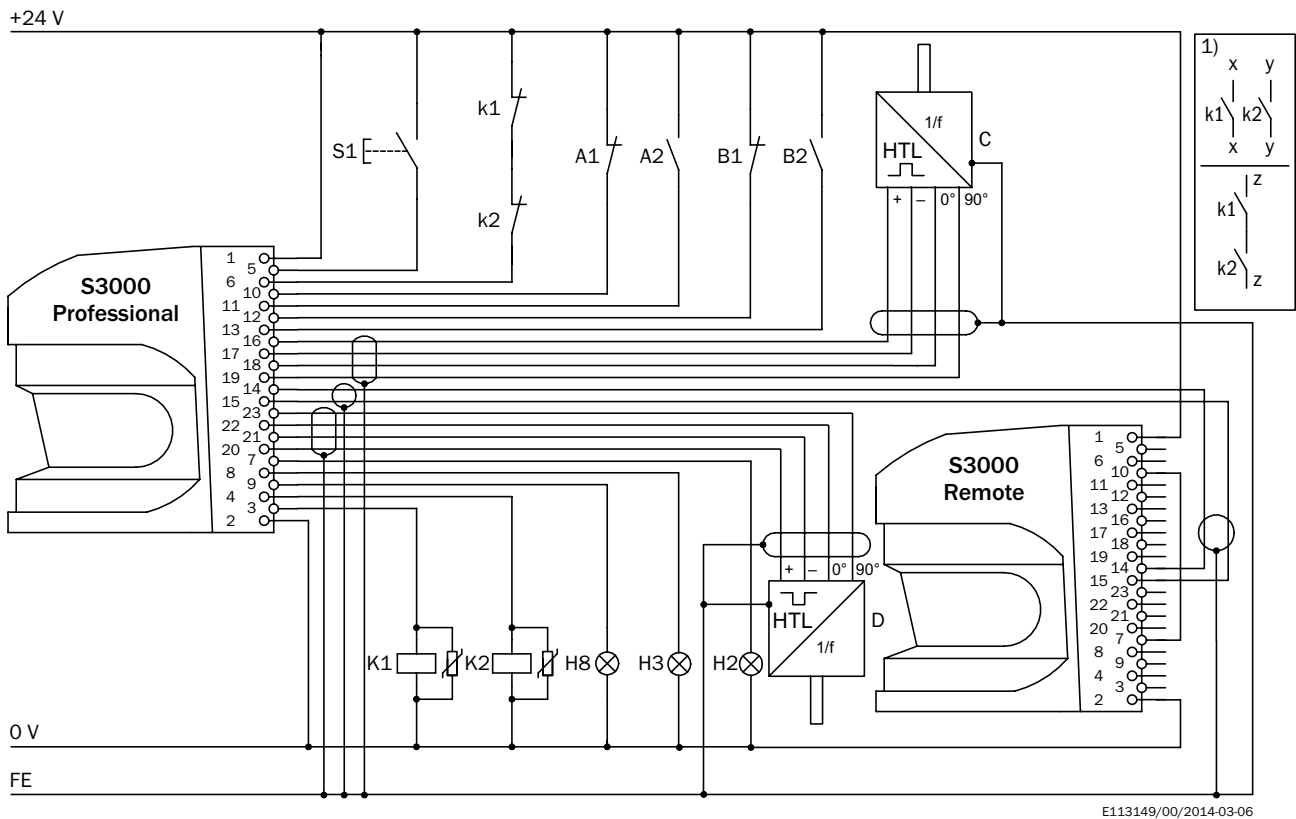 +24 V
1)
x y
k1 k2
x y
z
k1
k2
z
k1
S1
A1 A2 B1 B2
k2
1/f
C
HTL
+ – 0° 90°
S3000
Professional
1
5
6
10
11
12
13
16
17
18
19
14
15
23
22
21
20
7
8
9
4
3
2
S3000
Remote
1
5
6
10
11
12
13
16
17
18
19
14
15
23
22
21
20
7
8
9
4
3
2
+ – 0° 90°
HTL
D
1/f
K1 K2 H8 H3 H2
0 V
FE
E113149/00/2014-03-06